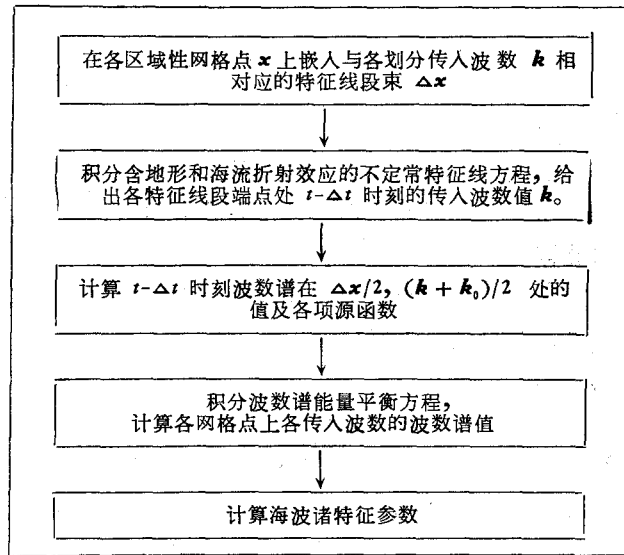 在各区域性网格点 x 上嵌入与各划分传入波数 k 相
对应的特征线段束 Δx
积分含地形和海流折射效应的不定常特征线方程，给
出各特征线段端点处 t-Δt 时刻的传入波数值 k。
计算 t-Δt 时刻波数谱在 Δx/2, (k + k₀)/2 处的
值及各项源函数
积分波数谱能量平衡方程，
计算各网格点上各传入波数的波数谱值
计算海波诸特征参数